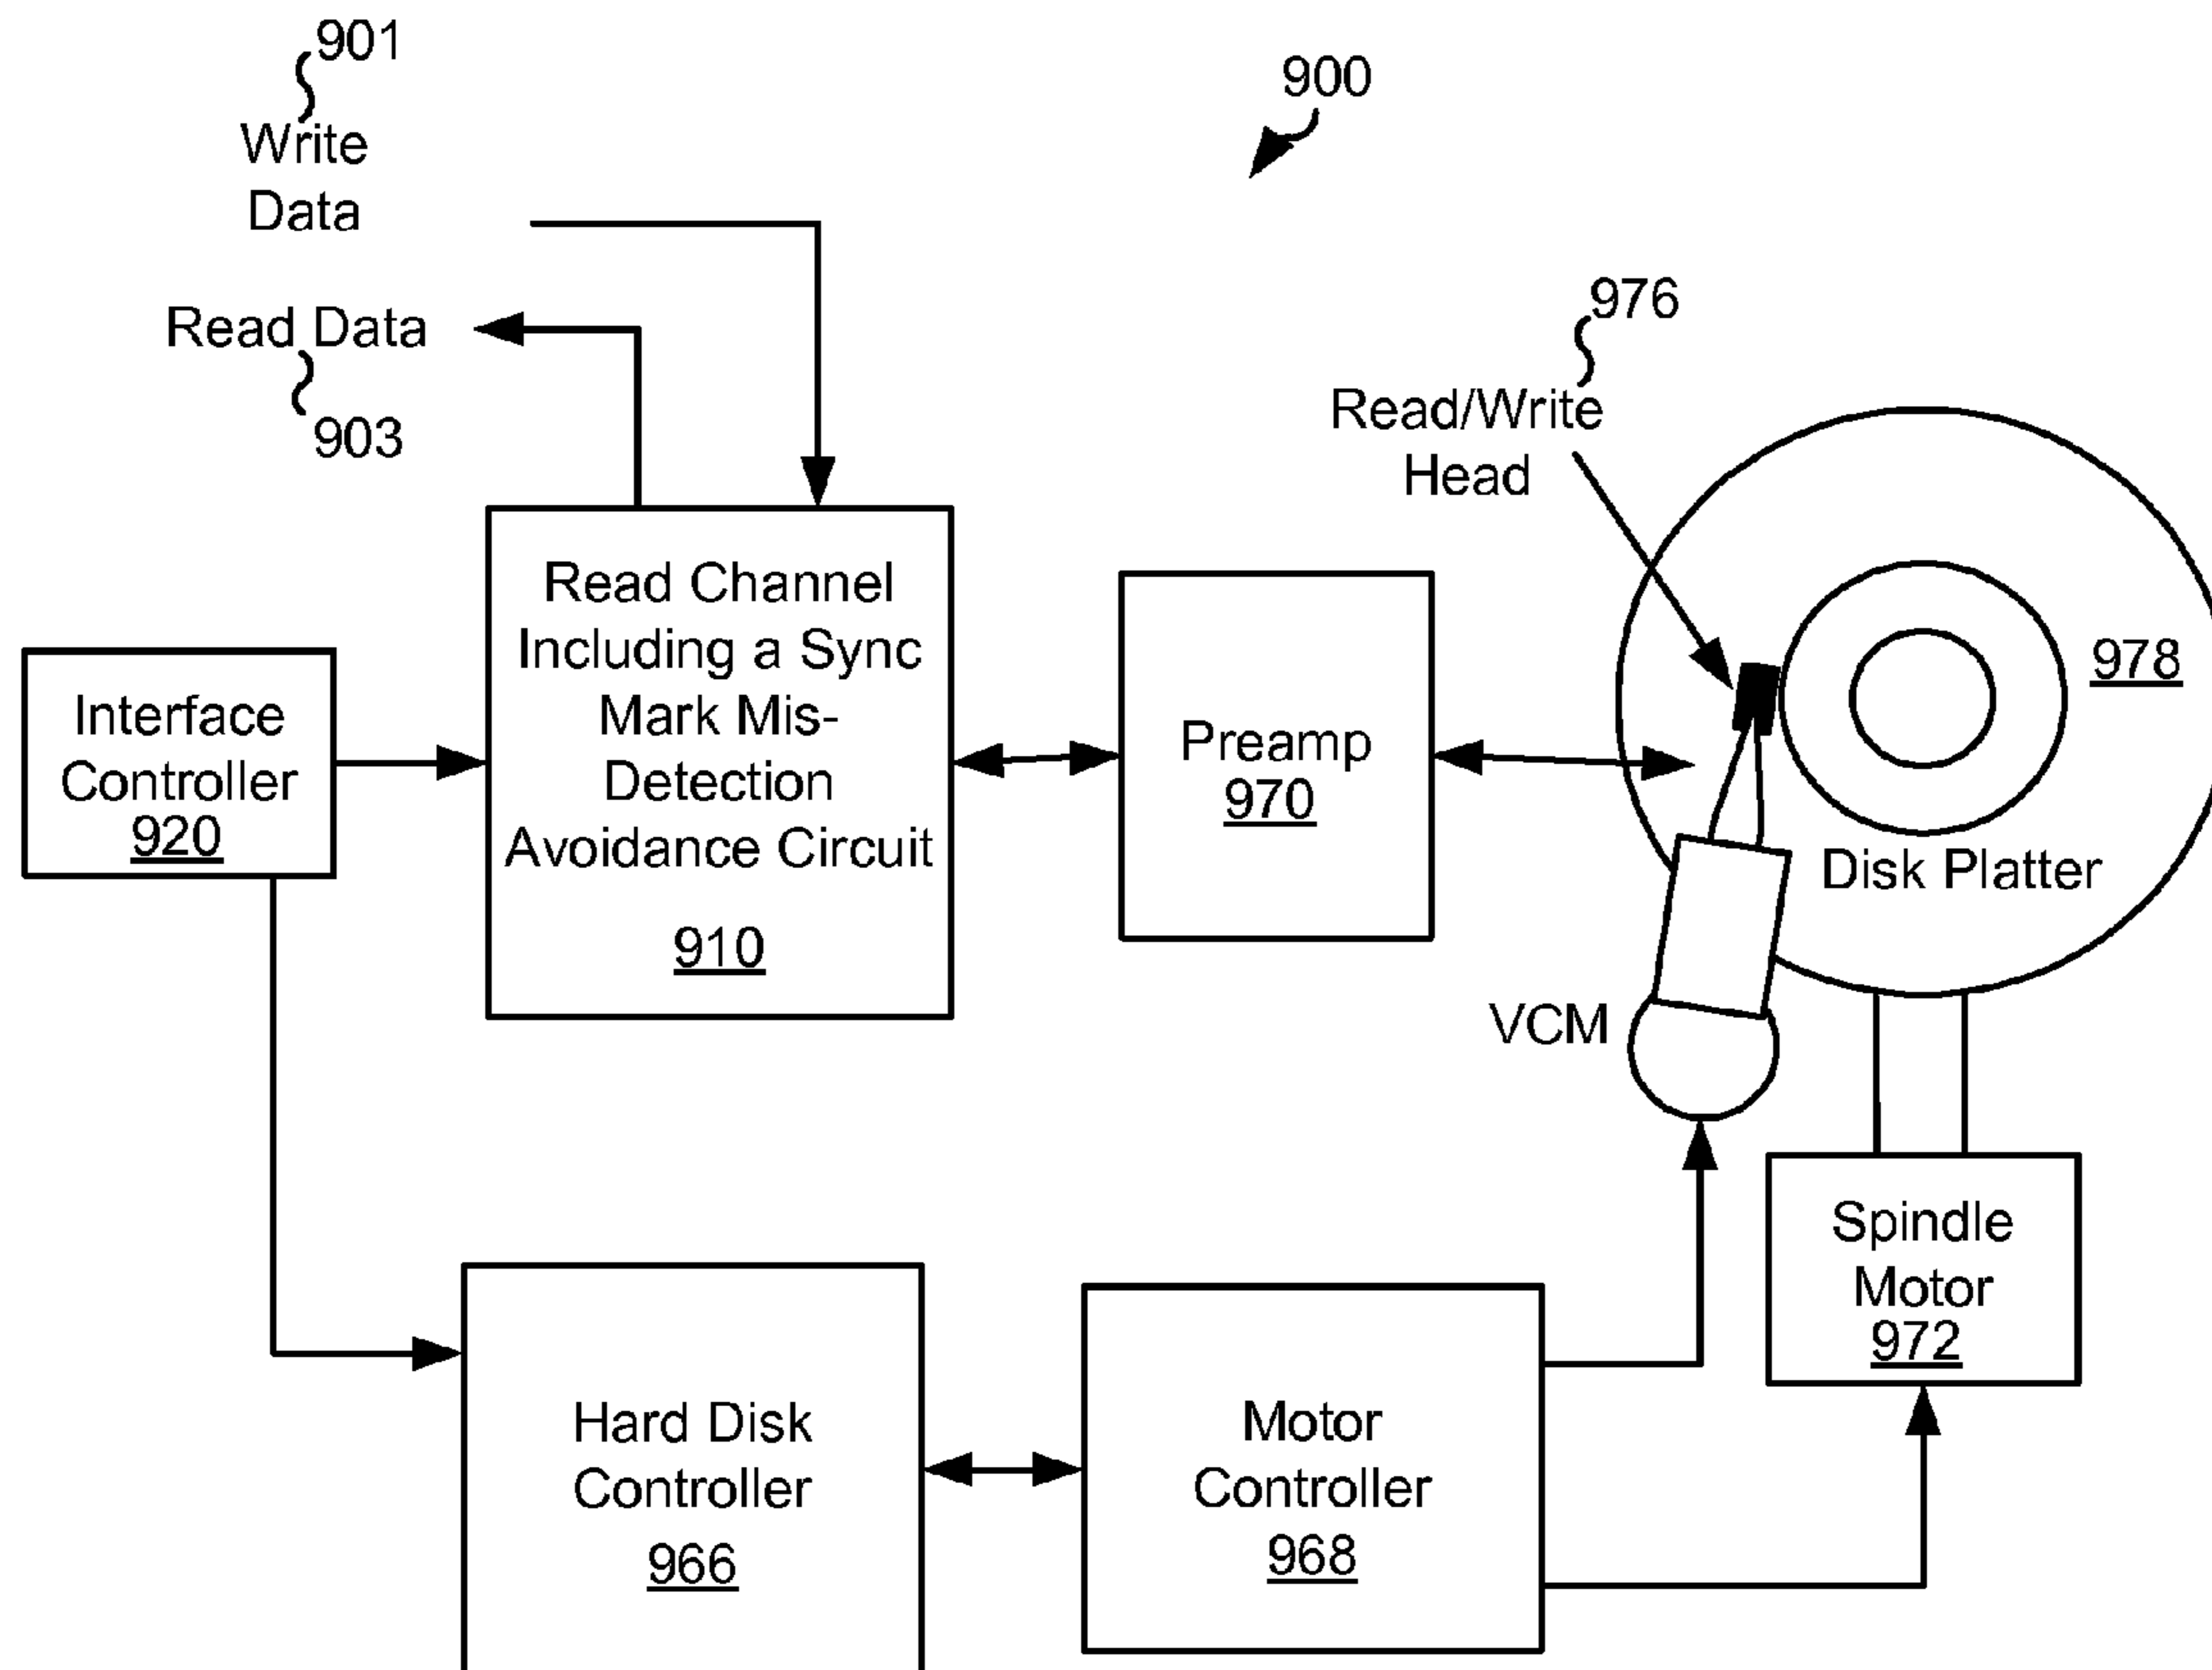 901
Write
Data
900
Read Data
903
976
Read/Write
Head
Read Channel
Including a Sync
Mark Mis-
Detection
Avoidance Circuit
910
Interface
Controller
920
Preamp
970
978
Disk Platter
VCM
Spindle
Motor
972
Hard Disk
Controller
966
Motor
Controller
968